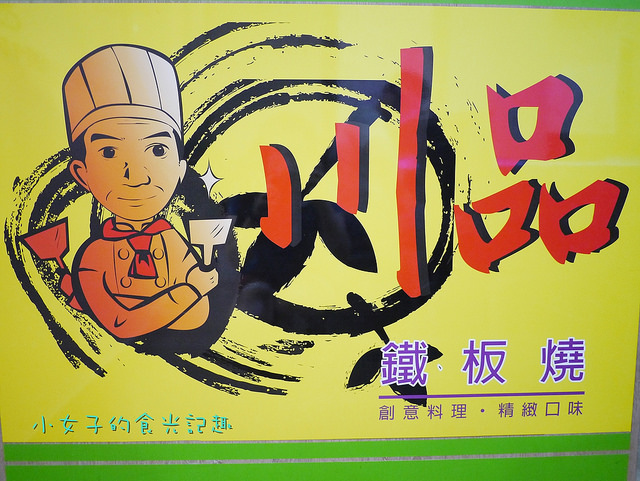 川品
鐵板燒
創意料理・精緻口味
小女子的食光記趣